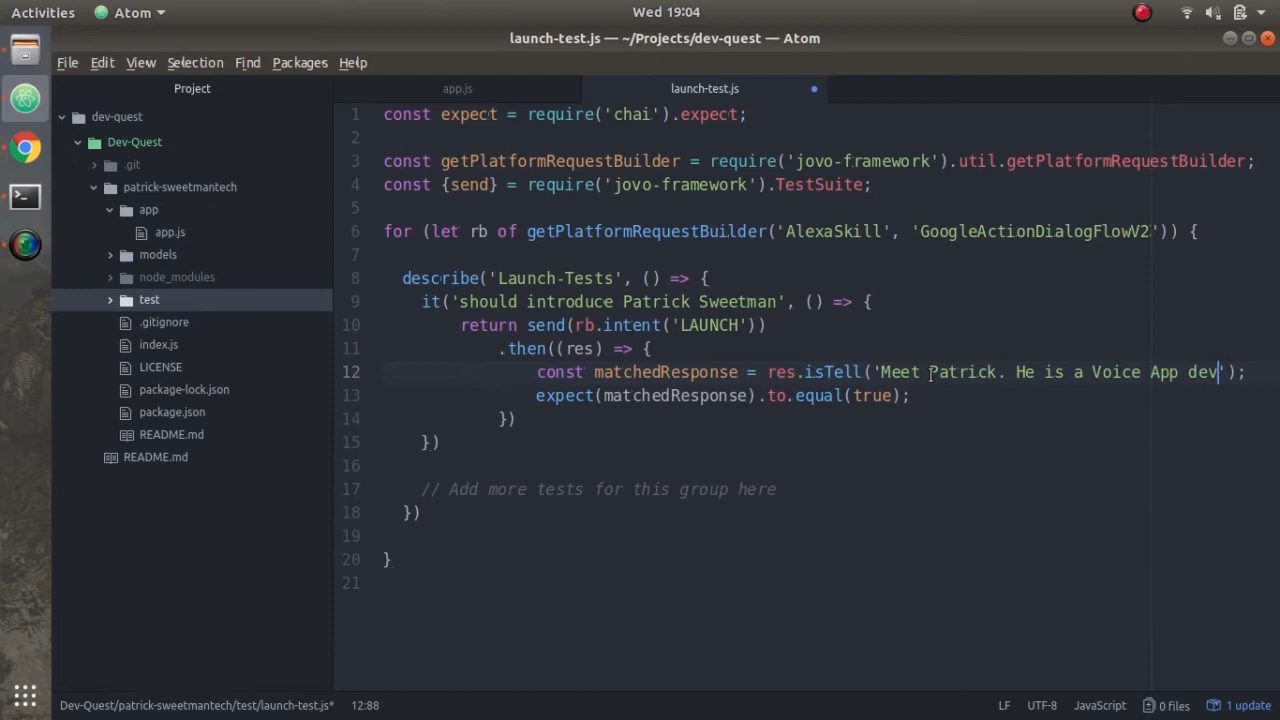 Activities Atom Wed 19:04
launch-test.js — ~/Projects/dev-quest — Atom
File Edit View Selection Find Packages Help
Project app.js launch-test.js
dev-quest
Dev-Quest
.git
patrick-sweetmantech
app
app.js
models
node_modules
test
.gitignore
index.js
LICENSE
package-lock.json
package.json
README.md
README.md
1 const expect = require('chai').expect;
2
3 const getPlatformRequestBuilder = require('jovo-framework').util.getPlatformRequestBuilder;
4 const {send} = require('jovo-framework').TestSuite;
5
6 for (let rb of getPlatformRequestBuilder('AlexaSkill', 'GoogleActionDialogFlowV2')) {
7
8 describe('Launch-Tests', () => {
9 it('should introduce Patrick Sweetman', () => {
10 return send(rb.intent('LAUNCH'))
11 .then((res) => {
12 const matchedResponse = res.isTell('Meet Patrick. He is a Voice App dev');
13 expect(matchedResponse).to.equal(true);
14 })
15 })
16
17 // Add more tests for this group here
18 })
19
20 }
21
Dev-Quest/patrick-sweetmantech/test/launch-test.js* 12:88 LF UTF-8 JavaScript 0 files 1 update